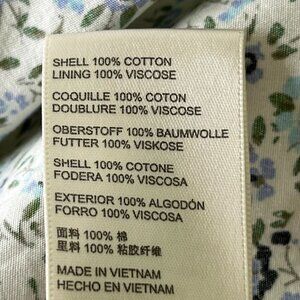 SHELL 100% COTTON
LINING 100% VISCOSE
COQUILLE 100% COTON
DOUBLURE 100% VISCOSE
OBERSTOFF 100% BAUMWOLLE
FUTTER 100% VISKOSE
SHELL 100% COTONE
FODERA 100% VISCOSA
EXTERIOR 100% ALGODÓN
FORRO 100% VISCOSA
面料 100% 棉
里料 100% 粘胶纤维
MADE IN VIETNAM
HECHO EN VIETNAM